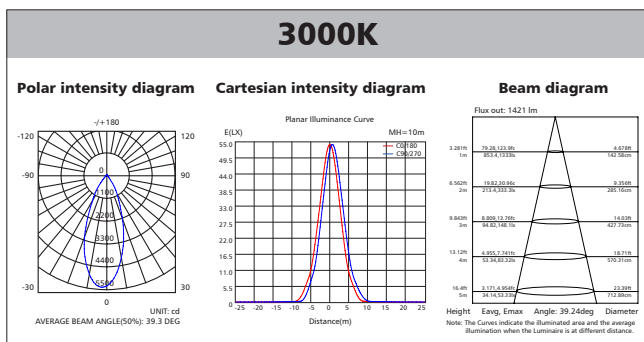 3000K
Polar intensity diagram
-/+180
-120
120
-90
90
0
1100
2200
3300
4400
5500
-30
30
0
UNIT: cd
AVERAGE BEAM ANGLE(50%): 39.3 DEG
Cartesian intensity diagram
Planar Illuminance Curve
E(LX)
MH=10m
C0/180
C90/270
55.0
49.5
44.0
38.5
33.0
27.5
22.0
16.5
11.0
5.5
0
-25 -20 -15 -10 -5 0 5 10 15 20 25
Distance(m)
Beam diagram
Flux out: 1421 lm
3.281ft 79.28,123.9fc 4.678ft
1m 853.4,1333lx 142.58cm
6.562ft 19.82,30.96c 9.356ft
2m 213.4,333.3lx 285.16cm
9.843ft 8.809,13.76fc 14.03ft
3m 94.82,148.1lx 427.73cm
13.12ft 4.955,7.741fc 18.71ft
4m 53.34,83.32lx 570.31cm
16.4ft 3.171,4.954fc 23.39ft
5m 34.14,53.33lx 712.89cm
Height Eavg, Emax Angle: 39.24deg Diameter
Note: The Curves indicate the illuminated area and the average
illumination when the Luminaire is at different distance.